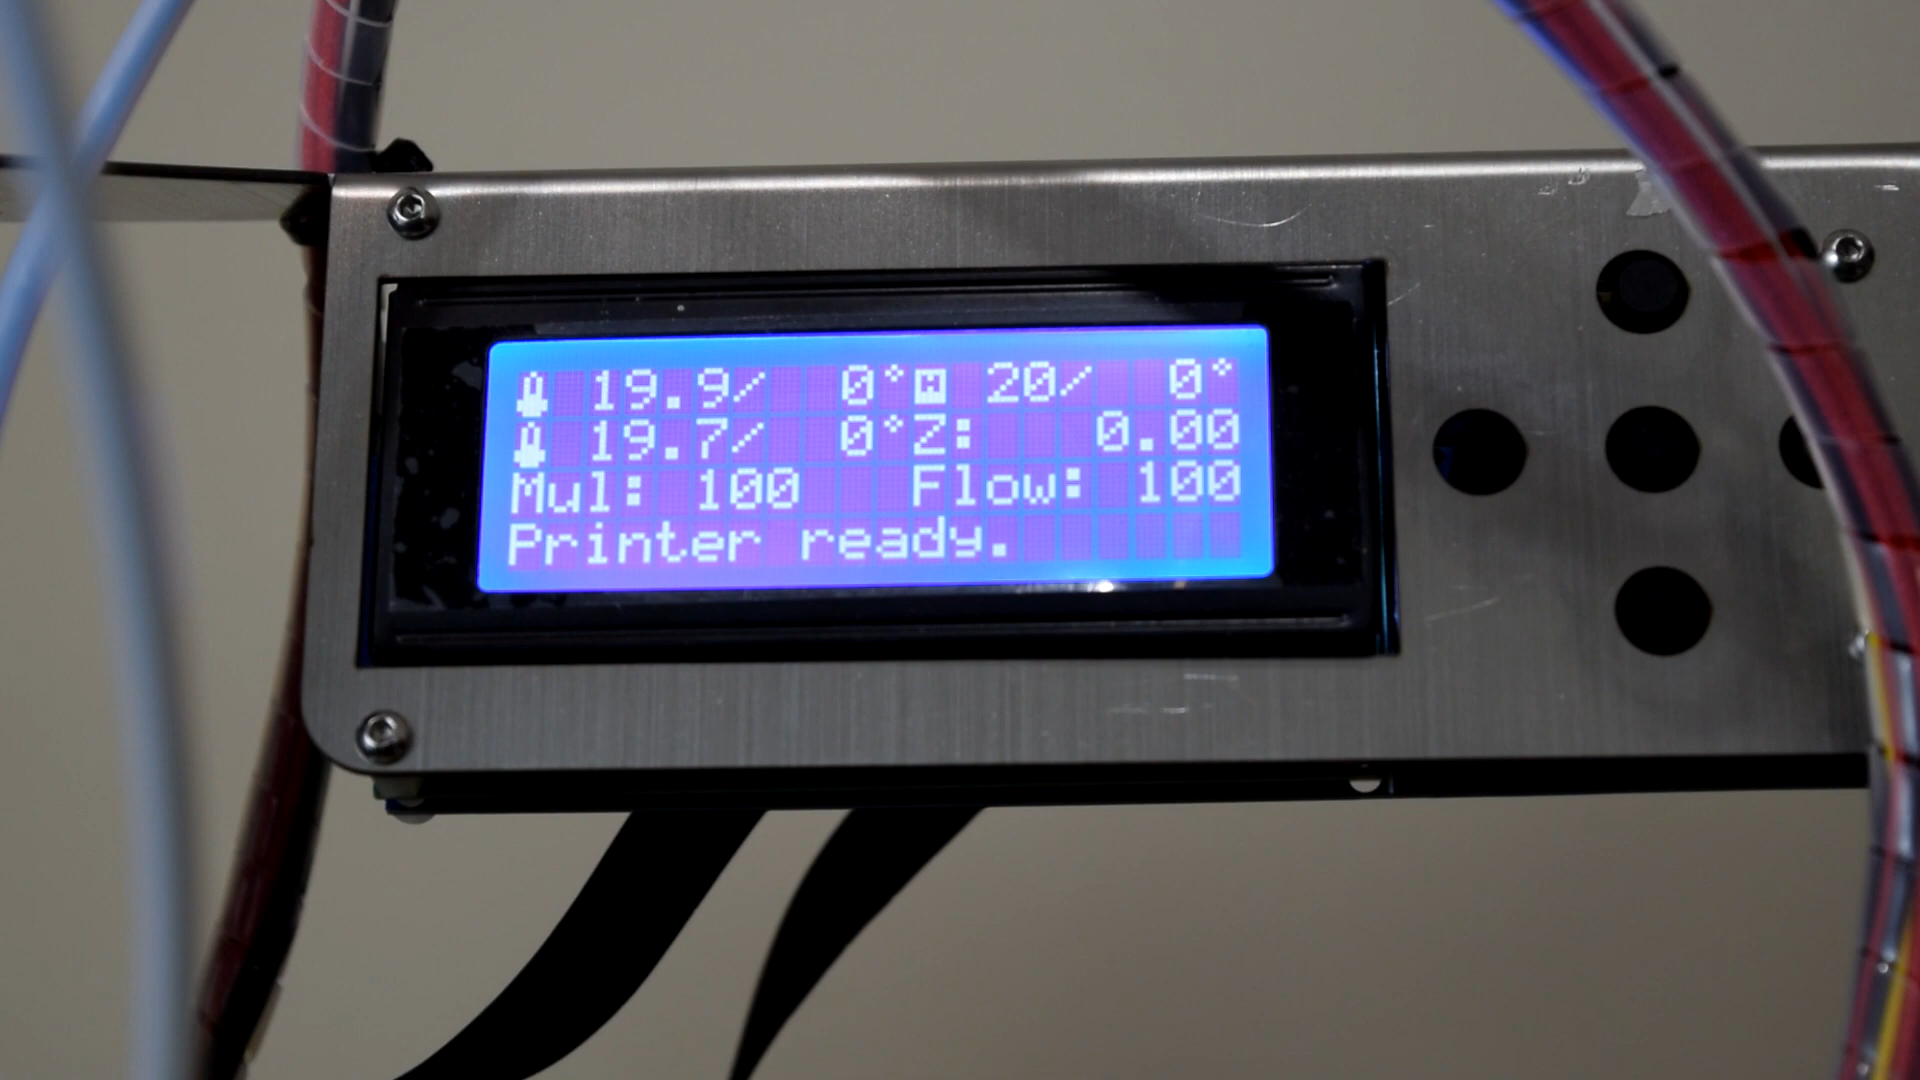 19.9/ 0° 20/ 0°
19.7/ 0° Z: 0.00
Mul: 100 Flow: 100
Printer ready.